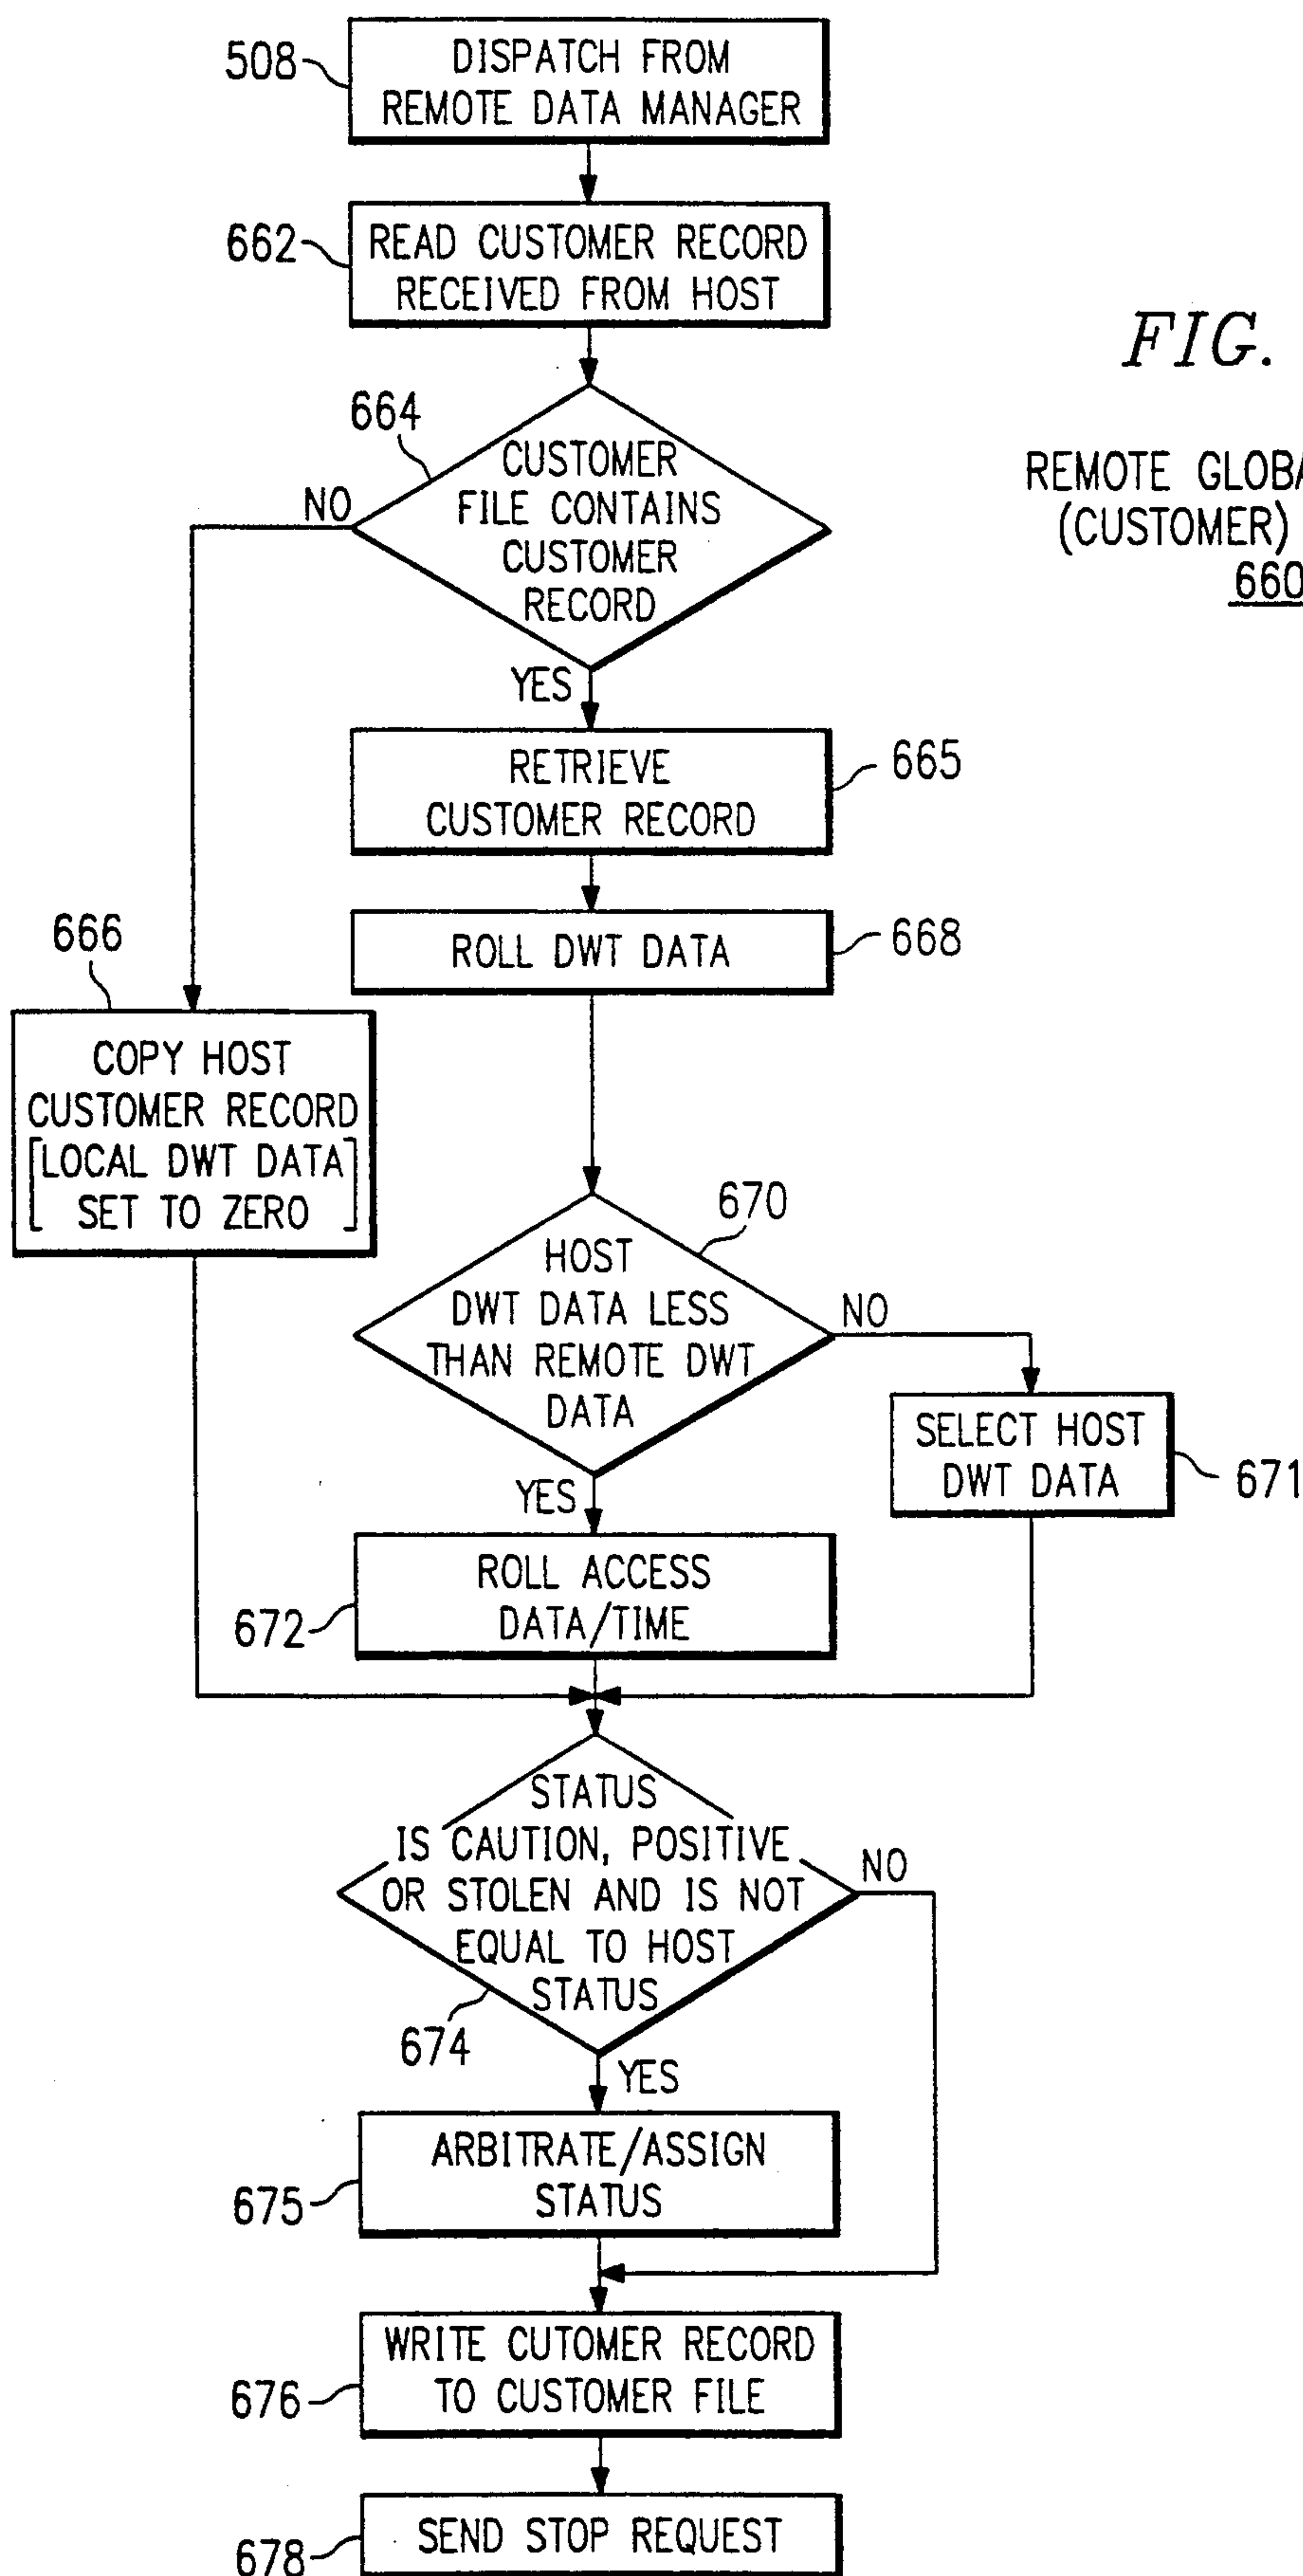 508
DISPATCH FROM
REMOTE DATA MANAGER
662
READ CUSTOMER RECORD
RECEIVED FROM HOST
FIG.
REMOTE GLOBA
(CUSTOMER)
660
664
CUSTOMER
FILE CONTAINS
CUSTOMER
RECORD
NO
YES
RETRIEVE
CUSTOMER RECORD
665
ROLL DWT DATA
668
666
COPY HOST
CUSTOMER RECORD
[LOCAL DWT DATA
SET TO ZERO]
670
HOST
DWT DATA LESS
THAN REMOTE DWT
DATA
NO
YES
SELECT HOST
DWT DATA
671
ROLL ACCESS
DATA/TIME
672
STATUS
IS CAUTION, POSITIVE
OR STOLEN AND IS NOT
EQUAL TO HOST
STATUS
NO
674
YES
ARBITRATE/ASSIGN
STATUS
675
WRITE CUTOMER RECORD
TO CUSTOMER FILE
676
SEND STOP REQUEST
678